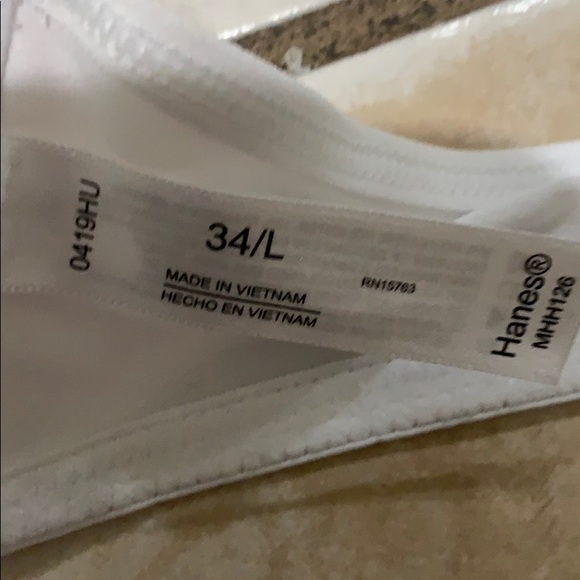 0419HU
34/L
MADE IN VIETNAM
HECHO EN VIETNAM
RN15763
Hanes®
MHH126